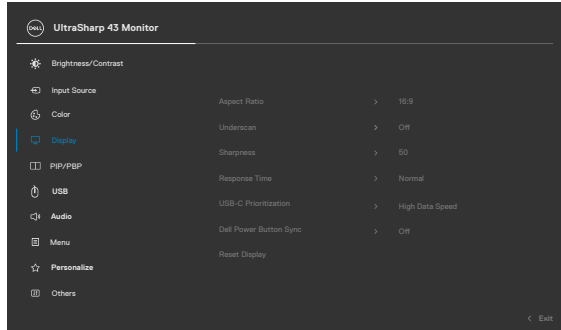 DELL UltraSharp 43 Monitor
Brightness/Contrast
Input Source
Color
Display
PIP/PBP
USB
Audio
Menu
Personalize
Others
Aspect Ratio > 16:9
Underscan > Off
Sharpness > 50
Response Time > Normal
USB-C Prioritization > High Data Speed
Dell Power Button Sync > Off
Reset Display
< Exit